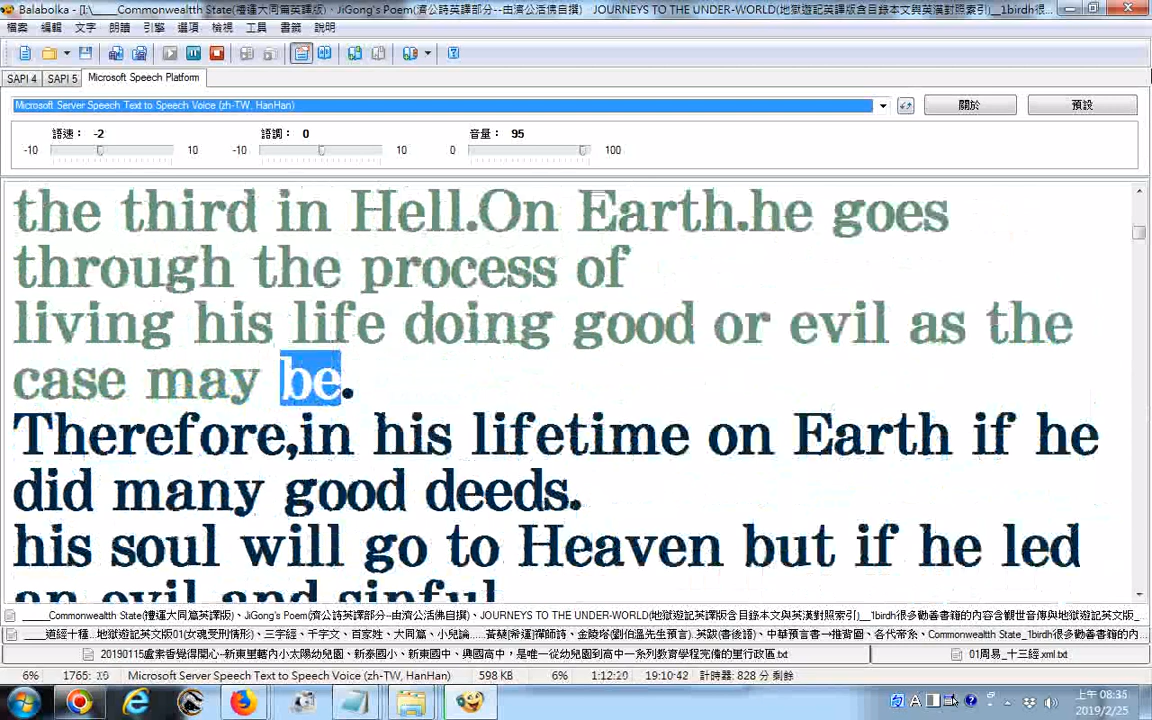 Balabolka - [I:\_____Commonwealth State(禮運大同篇英譯版)、JiGong's Poem(濟公詩英譯部分--由濟公活佛自撰)  JOURNEYS TO THE UNDER-WORLD(地獄遊記英譯版含目錄本文與英漢對照索引)__1birdh很...
檔案 編輯 文字 朗讀 引擎 選項 檢視 工具 書籤 說明
SAPI 4 SAPI 5 Microsoft Speech Platform
Microsoft Server Speech Text to Speech Voice (zh-TW, HanHan) 關於 預設
語速： -2 語調： 0 音量： 95
-10 10 -10 10 0 100
the third in Hell.On Earth.he goes
through the process of
living his life doing good or evil as the
case may be.
Therefore,in his lifetime on Earth if he
did many good deeds.
his soul will go to Heaven but if he led
an evil and sinful
_____Commonwealth State(禮運大同篇英譯版)、JiGong's Poem(濟公詩英譯部分--由濟公活佛自撰)、JOURNEYS TO THE UNDER-WORLD(地獄遊記英譯版含目錄本文與英漢對照索引)__1birdh很多勸善書籍的內容含觀世音傳與地獄遊記英文版...
____道經十種...地獄遊記英文版01(女魂受刑情形)、三字經、千字文、百家姓、大同篇、小兒論......黃蘗[希運]禪師詩、金陵塔(劉伯溫先生預言).英歃(書後語)、中華預言書一推背圖、各代帝系、Commonwealth State_1birdh很多勸善書籍的內...
20190115盧素香覺得開心--新東里轄內小太陽幼兒園、新泰國小、新東國中、興國高中，是唯一從幼兒園到高中一系列教育學程完備的里行政區.txt 01周易_十三經.xml.txt
6% 1765: 39 Microsoft Server Speech Text to Speech Voice (zh-TW, HanHan) 598 KB 6% 1:12:20 19:10:42 計時器: 828 分 剩餘
上午 08:35
2019/2/25